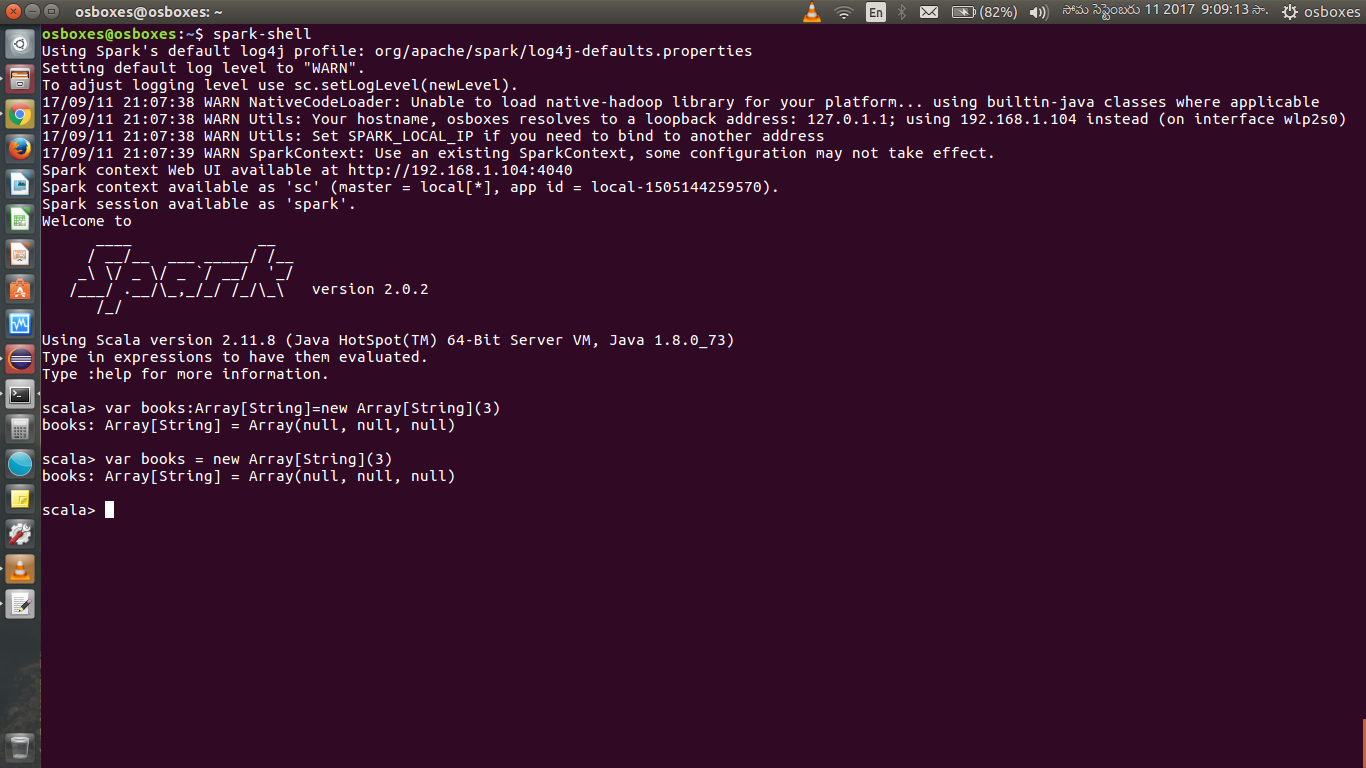 osboxes@osboxes: ~
En
(82%)
సోమ సెప్టెంబరు 11 2017 9:09:13 సా.
osboxes
osboxes@osboxes:~$ spark-shell
Using Spark's default log4j profile: org/apache/spark/log4j-defaults.properties
Setting default log level to "WARN".
To adjust logging level use sc.setLogLevel(newLevel).
17/09/11 21:07:38 WARN NativeCodeLoader: Unable to load native-hadoop library for your platform... using builtin-java classes where applicable
17/09/11 21:07:38 WARN Utils: Your hostname, osboxes resolves to a loopback address: 127.0.1.1; using 192.168.1.104 instead (on interface wlp2s0)
17/09/11 21:07:38 WARN Utils: Set SPARK_LOCAL_IP if you need to bind to another address
17/09/11 21:07:39 WARN SparkContext: Use an existing SparkContext, some configuration may not take effect.
Spark context Web UI available at http://192.168.1.104:4040
Spark context available as 'sc' (master = local[*], app id = local-1505144259570).
Spark session available as 'spark'.
Welcome to
      ____              __
     / __/__  ___ _____/ /__
    _\ \/ _ \/ _ `/ __/  '_/
   /___/ .__/\_,_/_/ /_/\_\   version 2.0.2
      /_/
Using Scala version 2.11.8 (Java HotSpot(TM) 64-Bit Server VM, Java 1.8.0_73)
Type in expressions to have them evaluated.
Type :help for more information.
scala> var books:Array[String]=new Array[String](3)
books: Array[String] = Array(null, null, null)
scala> var books = new Array[String](3)
books: Array[String] = Array(null, null, null)
scala>